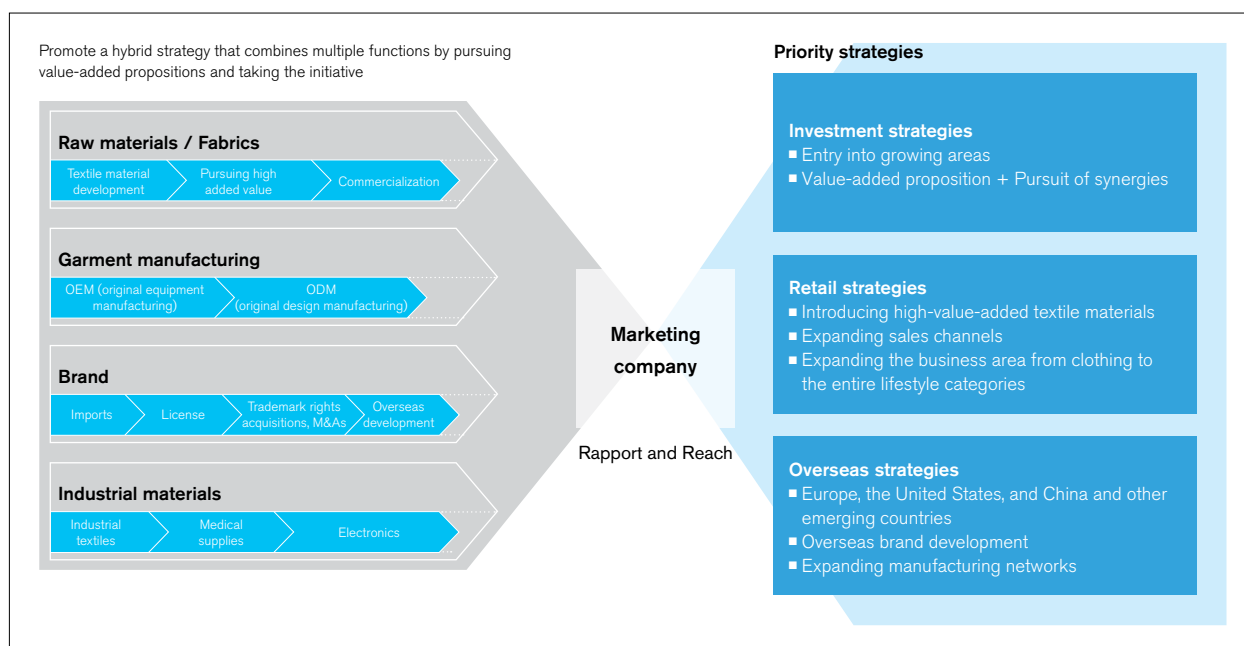 Promote a hybrid strategy that combines multiple functions by pursuing
value-added propositions and taking the initiative
Raw materials / Fabrics
Textile material
development
Pursuing high
added value
Commercialization
Garment manufacturing
OEM (original equipment
manufacturing)
ODM
(original design manufacturing)
Brand
Imports
License
Trademark rights
acquisitions, M&As
Overseas
development
Industrial materials
Industrial
textiles
Medical
supplies
Electronics
Marketing
company
Rapport and Reach
Priority strategies
Investment strategies
■ Entry into growing areas
■ Value-added proposition + Pursuit of synergies
Retail strategies
■ Introducing high-value-added textile materials
■ Expanding sales channels
■ Expanding the business area from clothing to
the entire lifestyle categories
Overseas strategies
■ Europe, the United States, and China and other
emerging countries
■ Overseas brand development
■ Expanding manufacturing networks